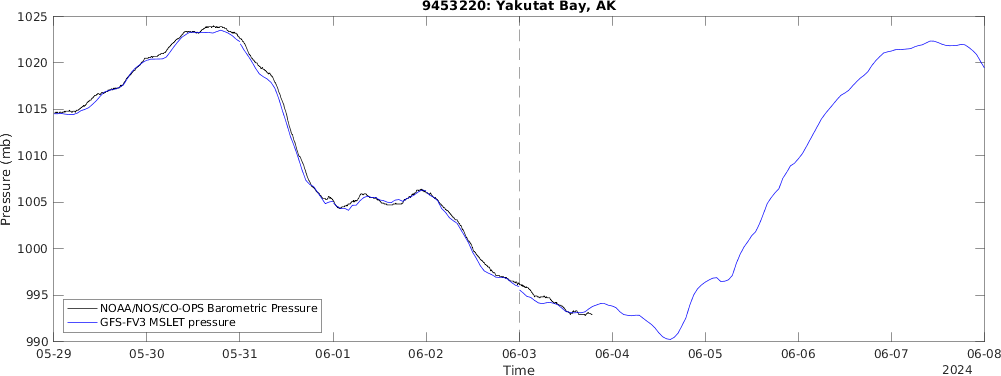 9453220: Yakutat Bay, AK
Pressure (mb)
1025
1020
1015
1010
1005
1000
995
990
NOAA/NOS/CO-OPS Barometric Pressure
GFS-FV3 MSLET pressure
05-29 05-30 05-31 06-01 06-02 06-03 06-04 06-05 06-06 06-07 06-08
Time
2024